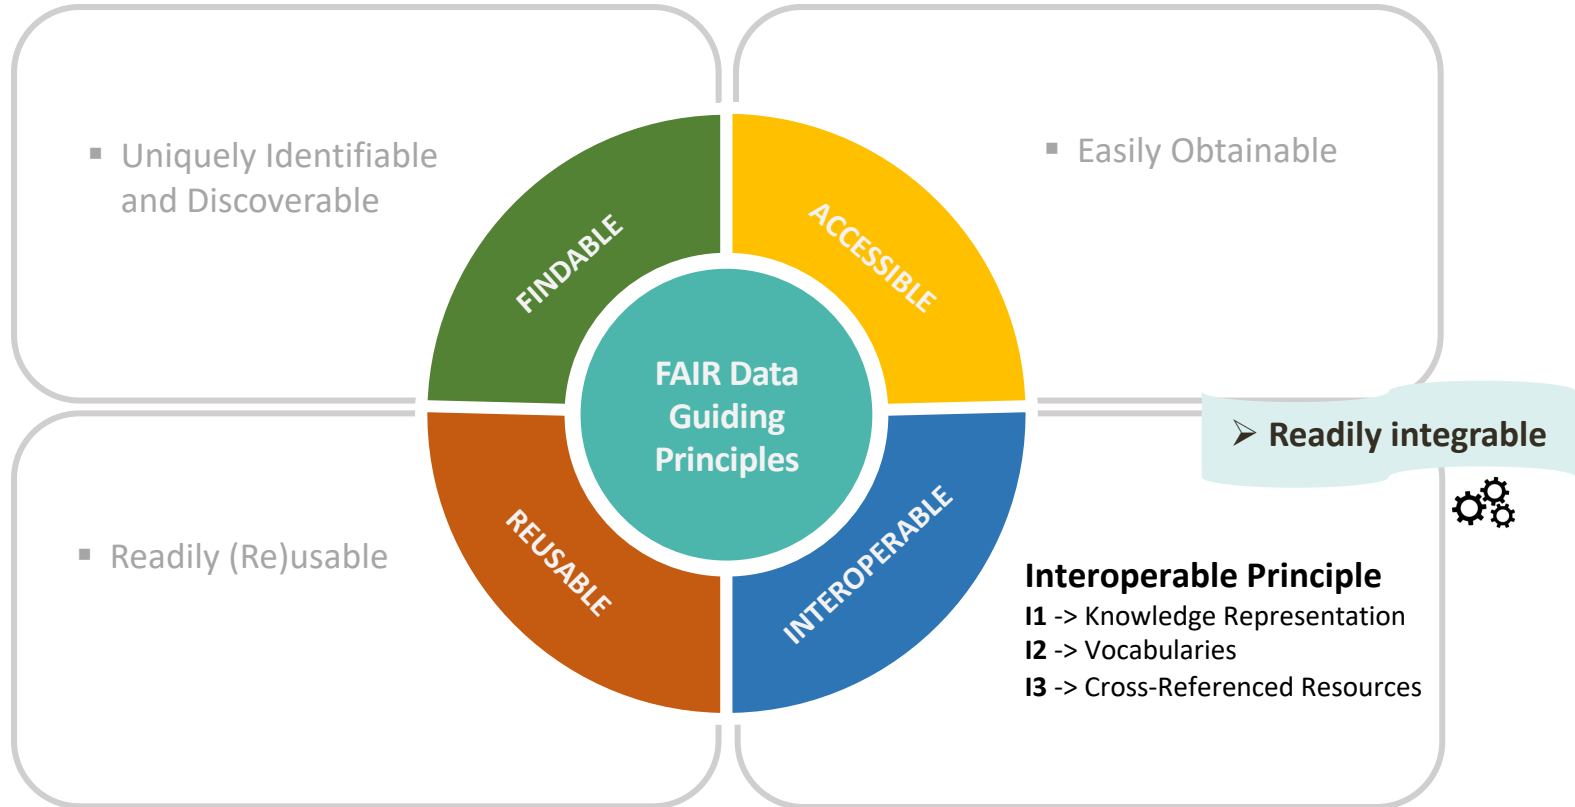 ▪ Uniquely Identifiable
and Discoverable
▪ Easily Obtainable
FINDABLE
ACCESSIBLE
FAIR Data
Guiding
Principles
➢ Readily integrable
REUSABLE
INTEROPERABLE
▪ Readily (Re)usable
Interoperable Principle
I1 -> Knowledge Representation
I2 -> Vocabularies
I3 -> Cross-Referenced Resources